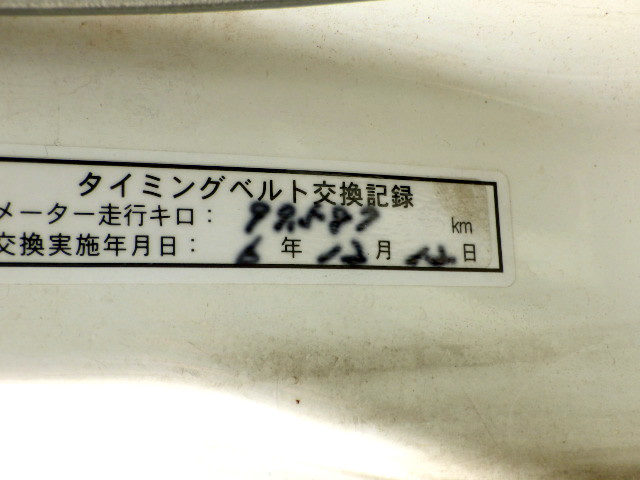 タイミングベルト交換記録
メーター走行キロ： km
交換実施年月日： 6 年 12 月 12 日